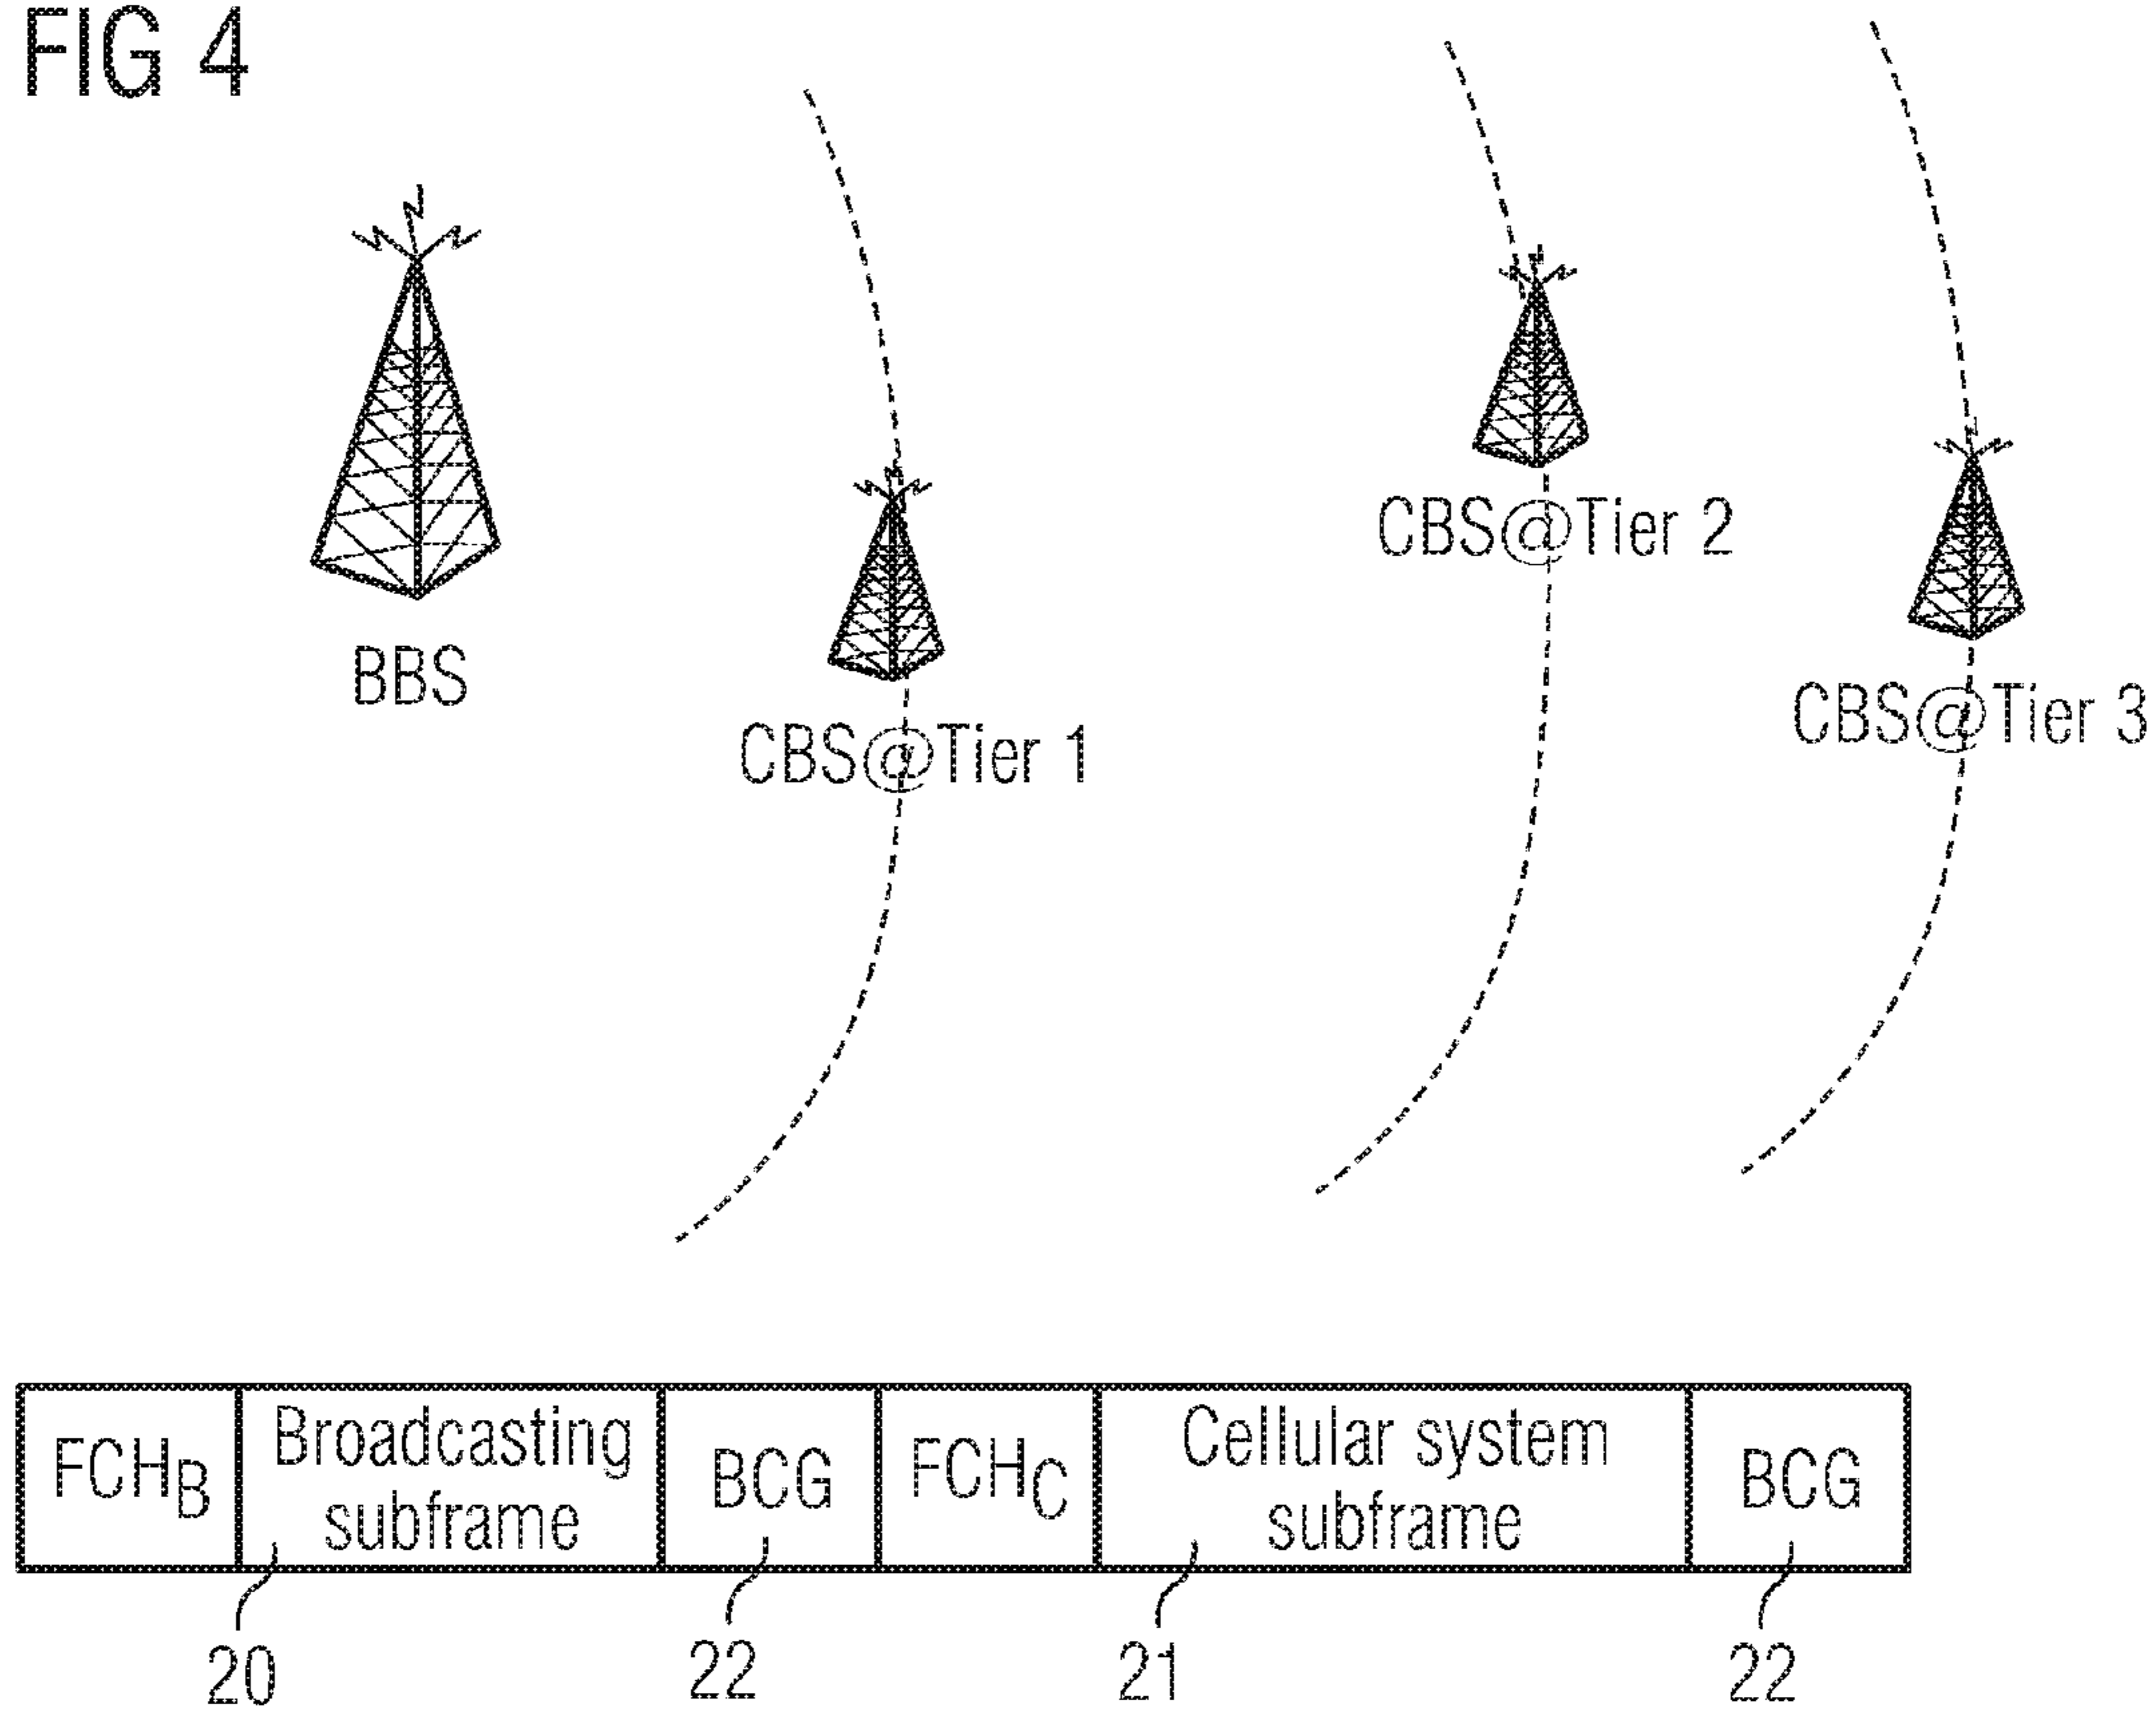 FIG 4
BBS
CBS@Tier 1
CBS@Tier 2
CBS@Tier 3
FCHB
Broadcasting
subframe
BCG
FCHC
Cellular system
subframe
BCG
20
22
21
22